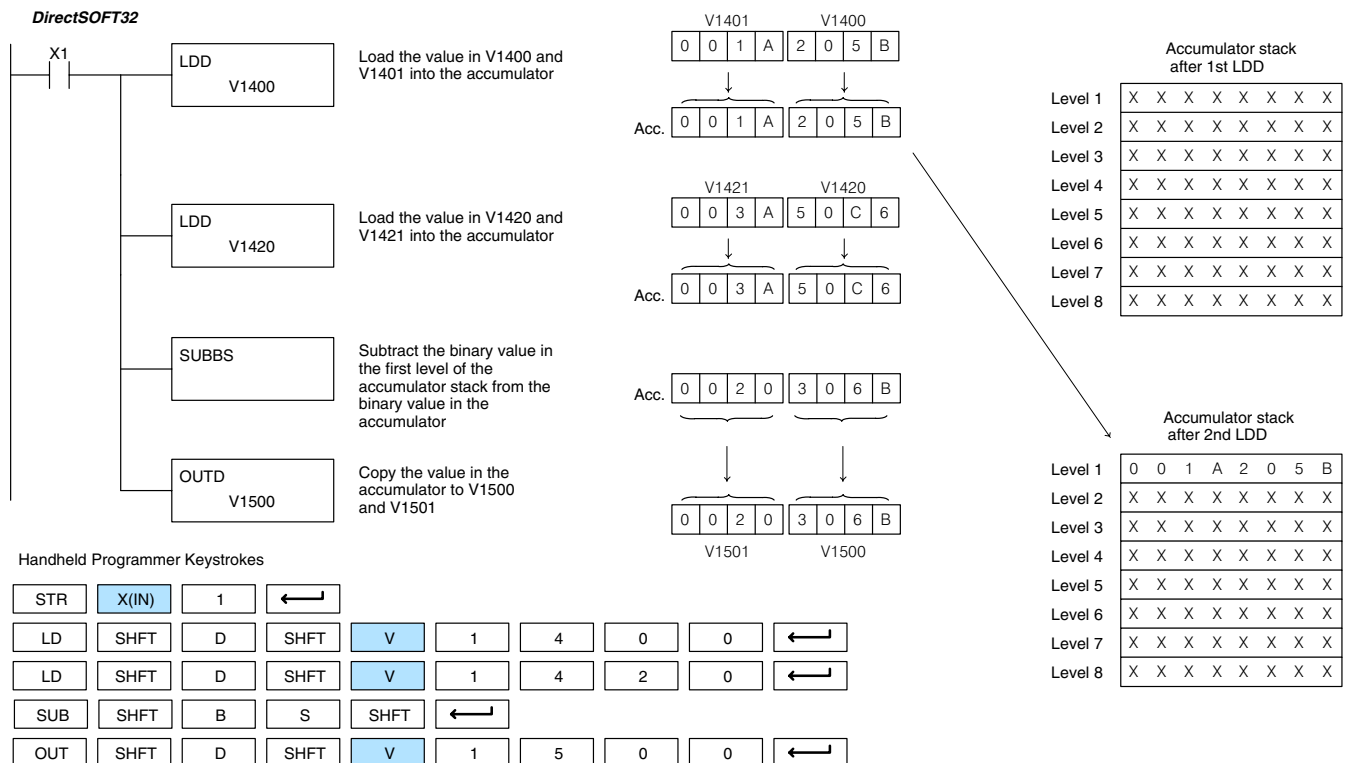 DirectSOFT32
X1
LDD
V1400
Load the value in V1400 and
V1401 into the accumulator
LDD
V1420
Load the value in V1420 and
V1421 into the accumulator
SUBBS
Subtract the binary value in
the first level of the
accumulator stack from the
binary value in the
accumulator
OUTD
V1500
Copy the value in the
accumulator to V1500
and V1501
V1401 V1400
0 0 1 A 2 0 5 B
Acc. 0 0 1 A 2 0 5 B
V1421 V1420
0 0 3 A 5 0 C 6
Acc. 0 0 3 A 5 0 C 6
Acc. 0 0 2 0 3 0 6 B
0 0 2 0 3 0 6 B
V1501 V1500
Accumulator stack
after 1st LDD
Level 1 X X X X X X X X
Level 2 X X X X X X X X
Level 3 X X X X X X X X
Level 4 X X X X X X X X
Level 5 X X X X X X X X
Level 6 X X X X X X X X
Level 7 X X X X X X X X
Level 8 X X X X X X X X
Accumulator stack
after 2nd LDD
Level 1 0 0 1 A 2 0 5 B
Level 2 X X X X X X X X
Level 3 X X X X X X X X
Level 4 X X X X X X X X
Level 5 X X X X X X X X
Level 6 X X X X X X X X
Level 7 X X X X X X X X
Level 8 X X X X X X X X
Handheld Programmer Keystrokes
STR X(IN) 1
LD SHFT D SHFT V 1 4 0 0
LD SHFT D SHFT V 1 4 2 0
SUB SHFT B S SHFT
OUT SHFT D SHFT V 1 5 0 0